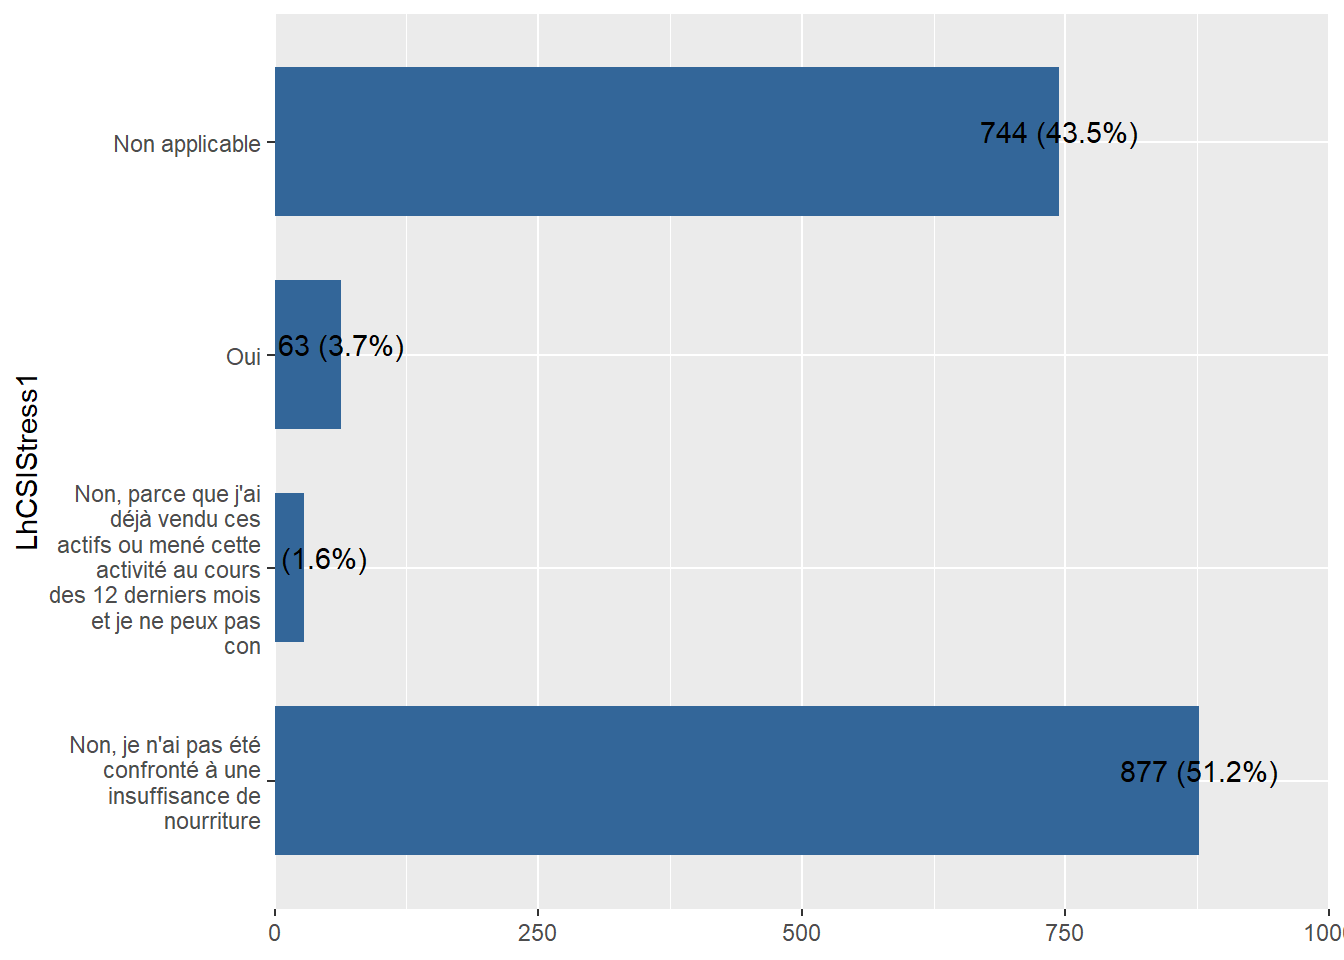 LhCSIStress1
Non applicable
744 (43.5%)
Oui
63 (3.7%)
Non, parce que j'ai
déjà vendu ces
actifs ou mené cette
activité au cours
des 12 derniers mois
et je ne peux pas
con
(1.6%)
Non, je n'ai pas été
confronté à une
insuffisance de
nourriture
877 (51.2%)
0 250 500 750